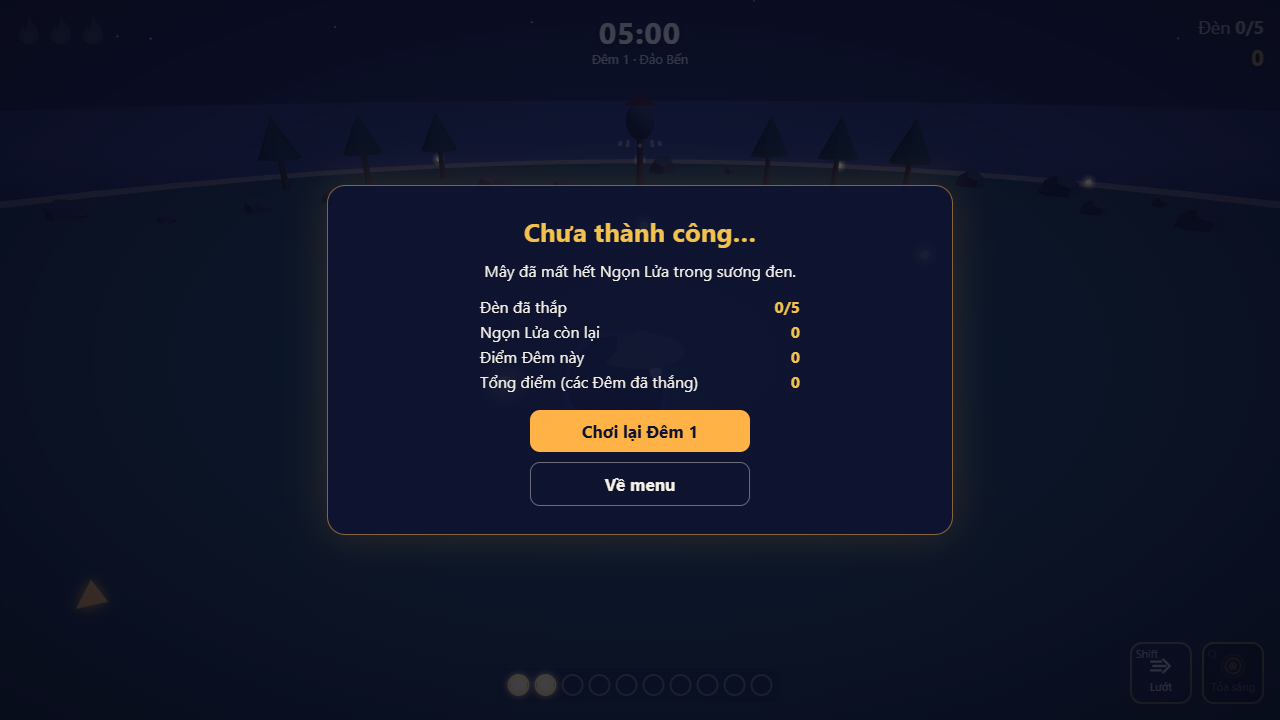 05:00
Đèn 0/5
Đêm 1 · Đảo Bến
0
Chưa thành công...
Mây đã mất hết Ngọn Lửa trong sương đen.
Đèn đã thắp 0/5
Ngọn Lửa còn lại 0
Điểm Đêm này 0
Tổng điểm (các Đêm đã thắng) 0
Chơi lại Đêm 1
Về menu
Shift
Q
Lướt
Tỏa sáng